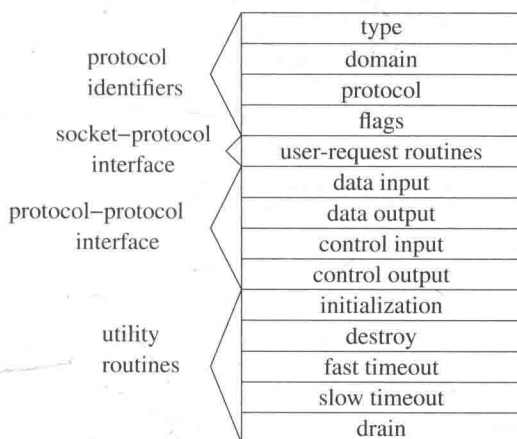 protocol
identifiers
socket–protocol
interface
protocol–protocol
interface
utility
routines
type
domain
protocol
flags
user-request routines
data input
data output
control input
control output
initialization
destroy
fast timeout
slow timeout
drain